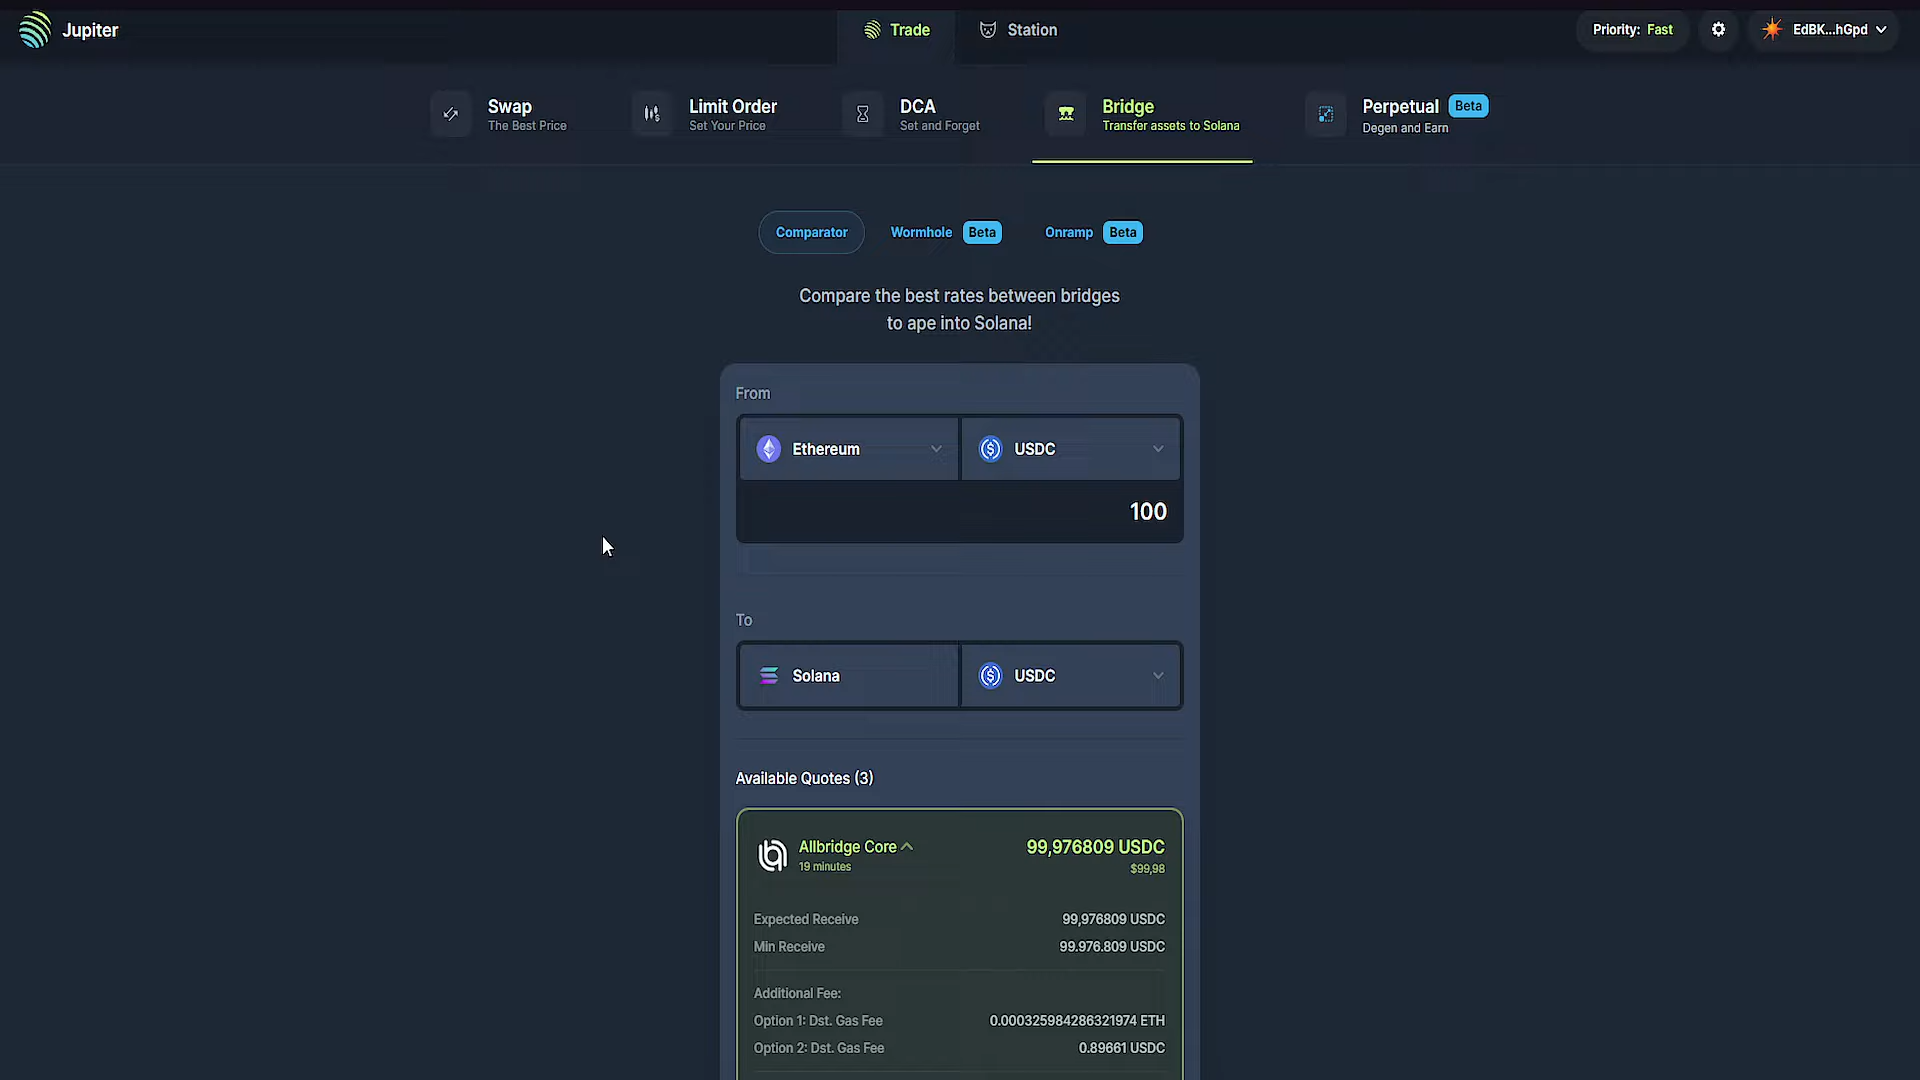 Jupiter
Trade
Station
Priority: Fast
EdBK...hGpd
Swap
The Best Price
Limit Order
Set Your Price
DCA
Set and Forget
Bridge
Transfer assets to Solana
Perpetual Beta
Degen and Earn
Comparator
Wormhole Beta
Onramp Beta
Compare the best rates between bridges
to ape into Solana!
From
Ethereum
USDC
100
To
Solana
USDC
Available Quotes (3)
Allbridge Core
99,976809 USDC
19 minutes
$99,98
Expected Receive 99,976809 USDC
Min Receive 99.976.809 USDC
Additional Fee:
Option 1: Dst. Gas Fee 0.000325984286321974 ETH
Option 2: Dst. Gas Fee 0.89661 USDC